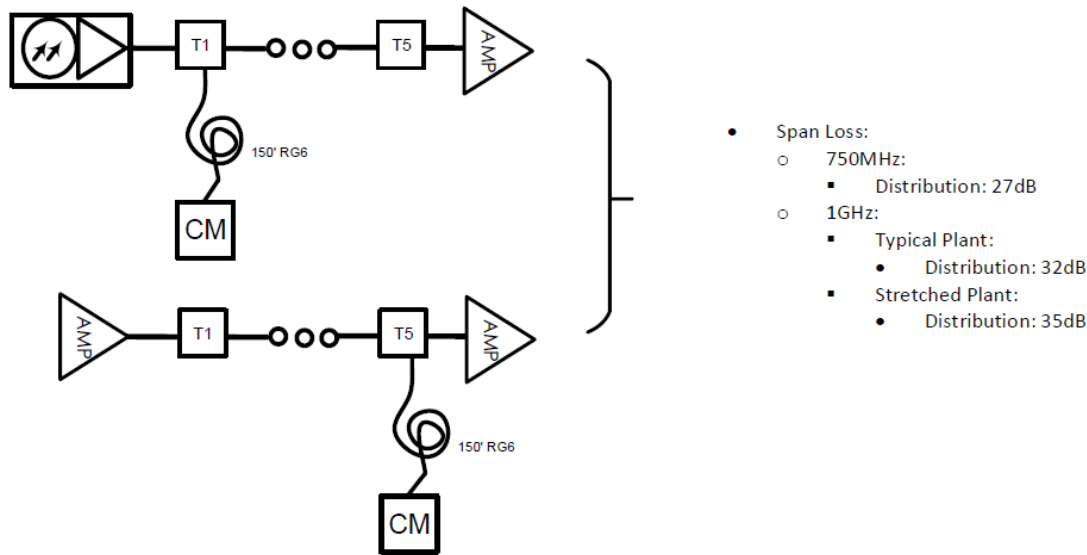 T1
T5
AMP
150' RG6
CM
AMP
T1
T5
AMP
150' RG6
CM
• Span Loss:
o 750MHz:
▪ Distribution: 27dB
o 1GHz:
▪ Typical Plant:
• Distribution: 32dB
▪ Stretched Plant:
• Distribution: 35dB